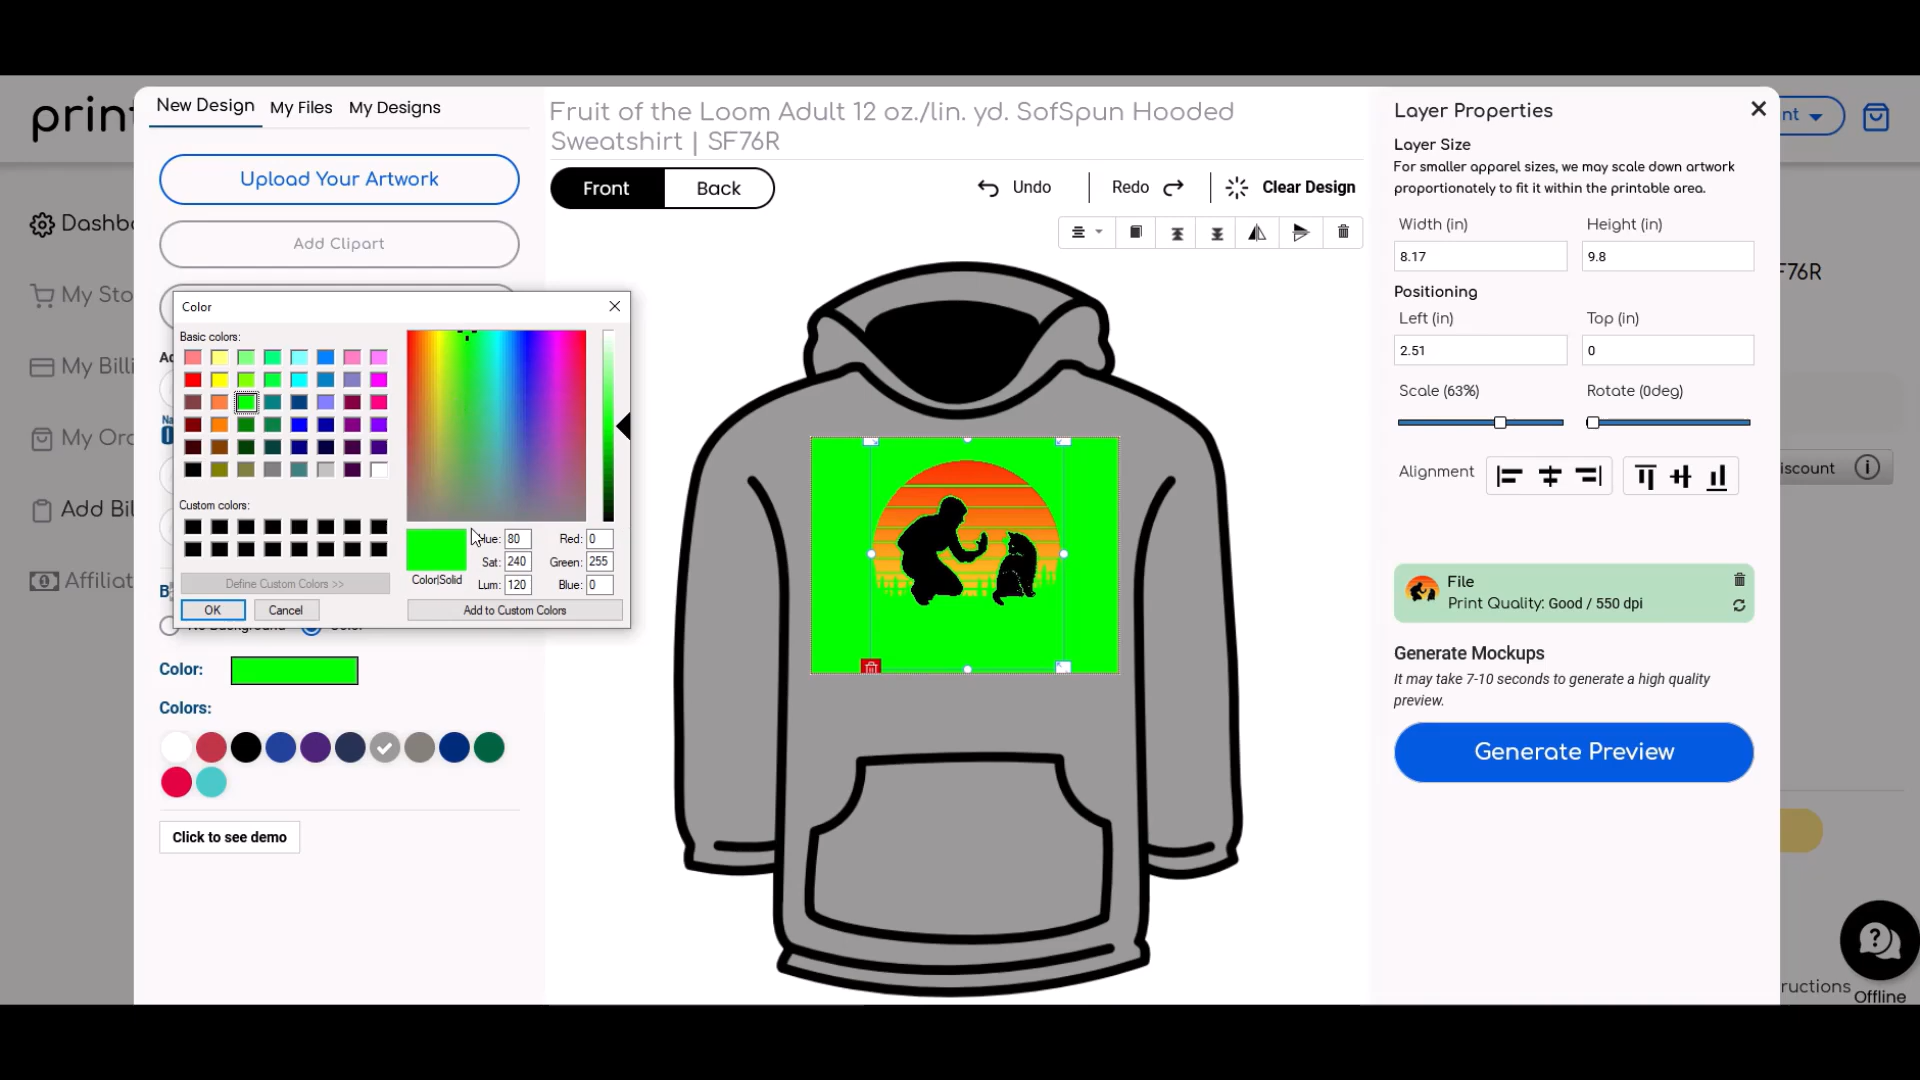 print
Dashb
My Sto
My Billi
My Ord
Add Bil
Affiliat
New Design
My Files
My Designs
Upload Your Artwork
Add Clipart
Color
Basic colors:
Custom colors:
Define Custom Colors >>
OK
Cancel
Color|Solid
Hue: 80
Sat: 240
Lum: 120
Red: 0
Green: 255
Blue: 0
Add to Custom Colors
Color:
Colors:
Click to see demo
Fruit of the Loom Adult 12 oz./lin. yd. SofSpun Hooded
Sweatshirt | SF76R
Front
Back
Undo
Redo
Clear Design
Layer Properties
Layer Size
For smaller apparel sizes, we may scale down artwork
proportionately to fit it within the printable area.
Width (in)
Height (in)
8.17
9.8
Positioning
Left (in)
Top (in)
2.51
0
Scale (63%)
Rotate (0deg)
Alignment
File
Print Quality: Good / 550 dpi
Generate Mockups
It may take 7-10 seconds to generate a high quality
preview.
Generate Preview
nt
F76R
iscount
ructions
Offline